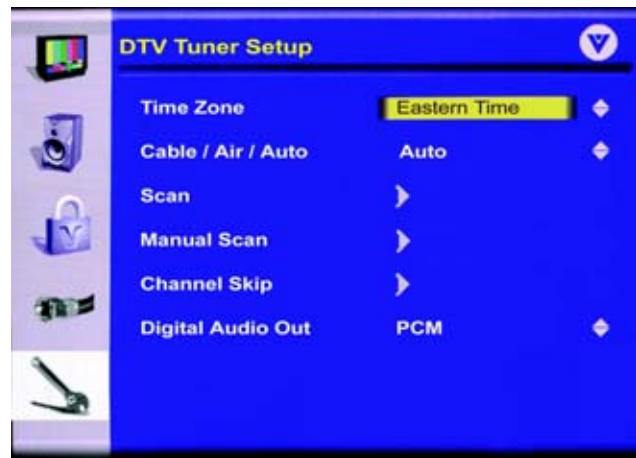 DTV Tuner Setup
V
Time Zone Eastern Time
Cable / Air / Auto Auto
Scan
Manual Scan
Channel Skip
Digital Audio Out PCM